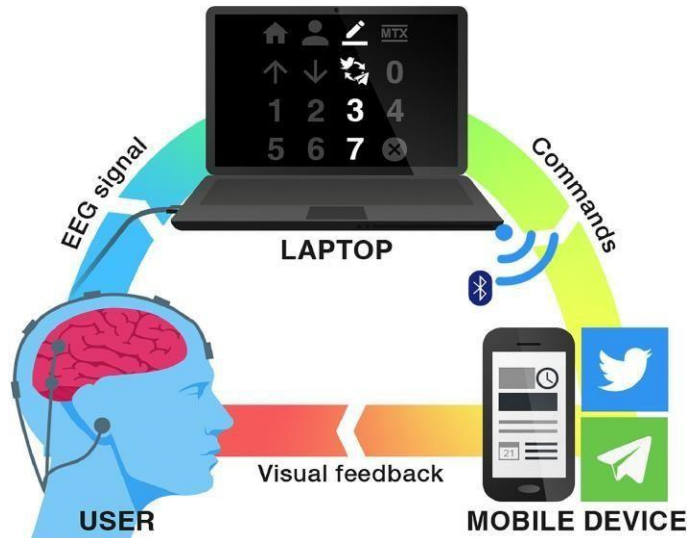 MTX
0
1 2 3 4
5 6 7
EEG signal
Commands
LAPTOP
21
Visual feedback
USER
MOBILE DEVICE